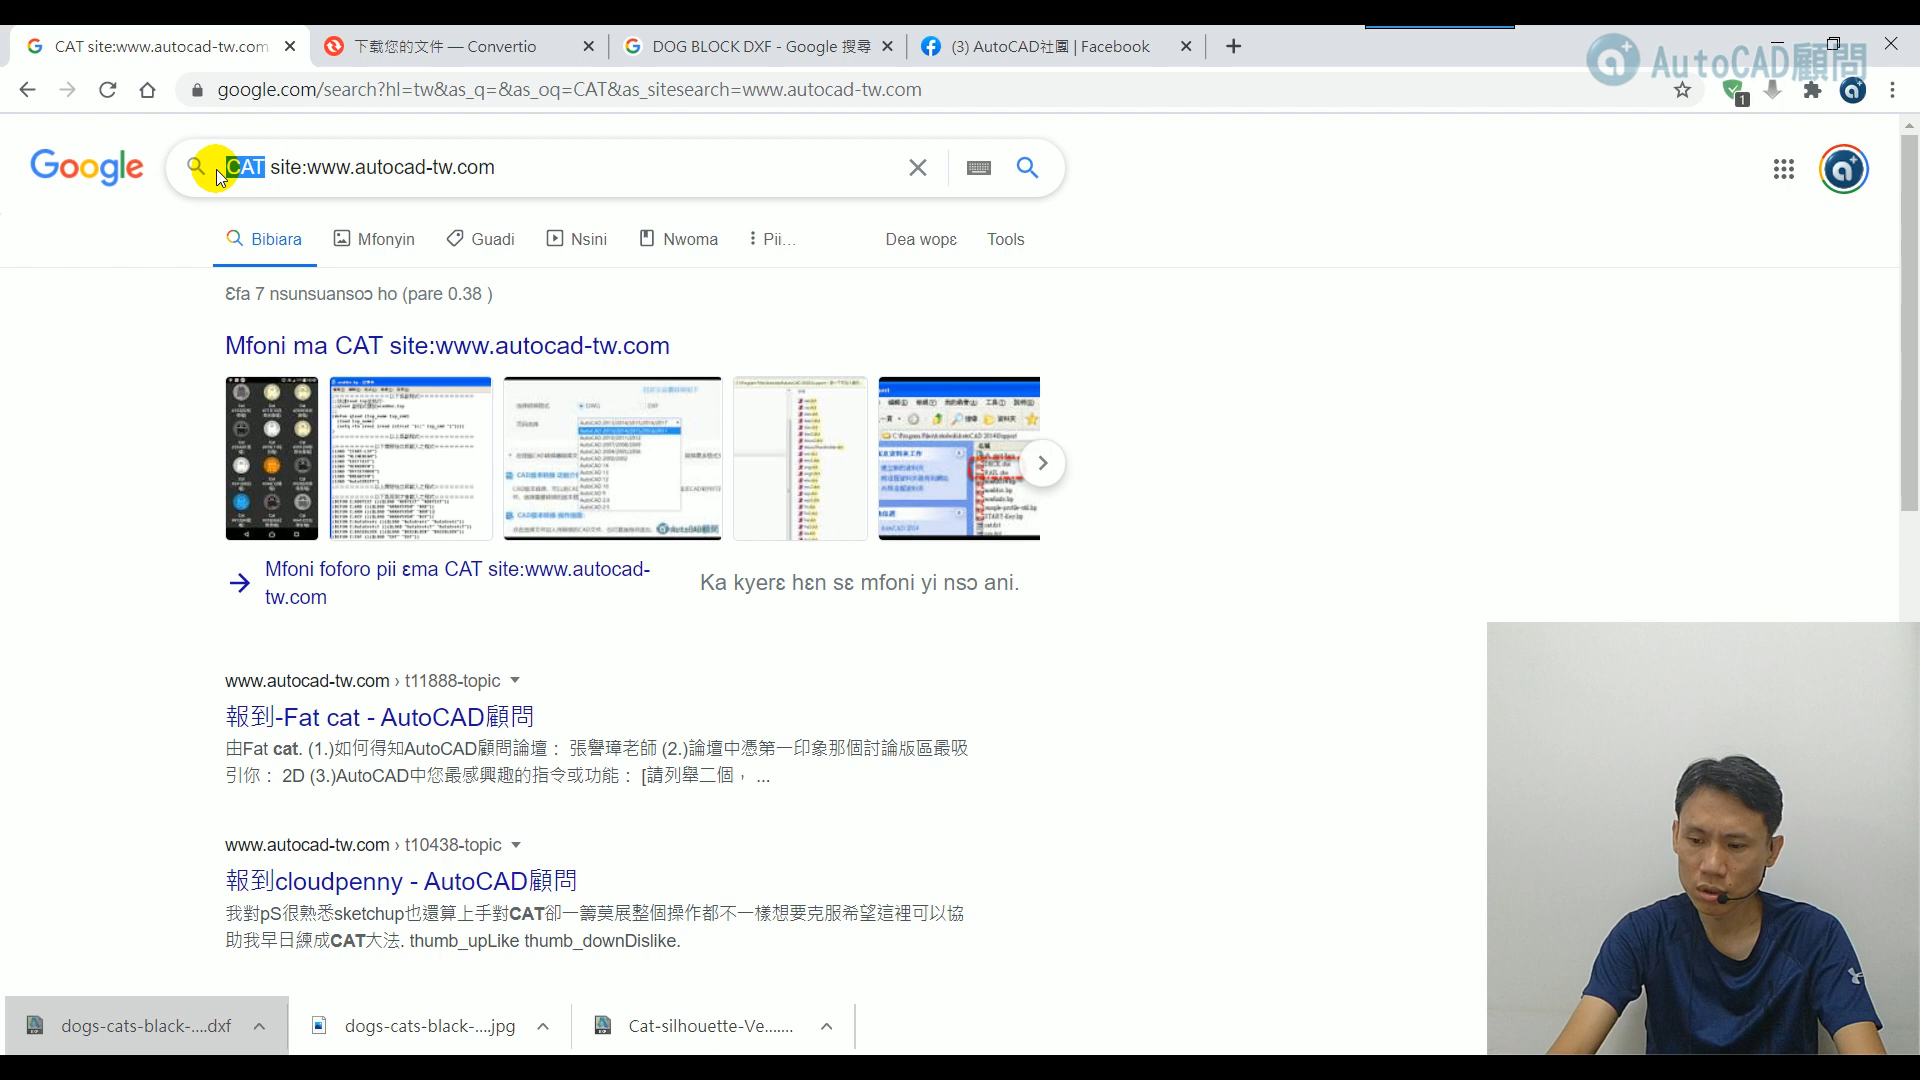 CAT site:www.autocad-tw.com
下载您的文件 — Convertio
DOG BLOCK DXF - Google 搜尋
(3) AutoCAD社團 | Facebook
AutoCAD顧問
google.com/search?hl=tw&as_q=&as_oq=CAT&as_sitesearch=www.autocad-tw.com
1
Google
CAT site:www.autocad-tw.com
Bibiara
Mfonyin
Guadi
Nsini
Nwoma
Pii…
Dea wopɛ
Tools
Ɛfa 7 nsunsuansoɔ ho (pare 0.38 )
Mfoni ma CAT site:www.autocad-tw.com
Mfoni foforo pii ɛma CAT site:www.autocad-
tw.com
Ka kyerɛ hɛn sɛ mfoni yi nsɔ ani.
www.autocad-tw.com › t11888-topic
報到-Fat cat - AutoCAD顧問
由Fat cat. (1.)如何得知AutoCAD顧問論壇： 張譽璋老師 (2.)論壇中憑第一印象那個討論版區最吸
引你： 2D (3.)AutoCAD中您最感興趣的指令或功能： [請列舉二個， ...
www.autocad-tw.com › t10438-topic
報到cloudpenny - AutoCAD顧問
我對pS很熟悉sketchup也還算上手對CAT卻一籌莫展整個操作都不一樣想要克服希望這裡可以協
助我早日練成CAT大法. thumb_upLike thumb_downDislike.
dogs-cats-black-....dxf
dogs-cats-black-....jpg
Cat-silhouette-Ve.......